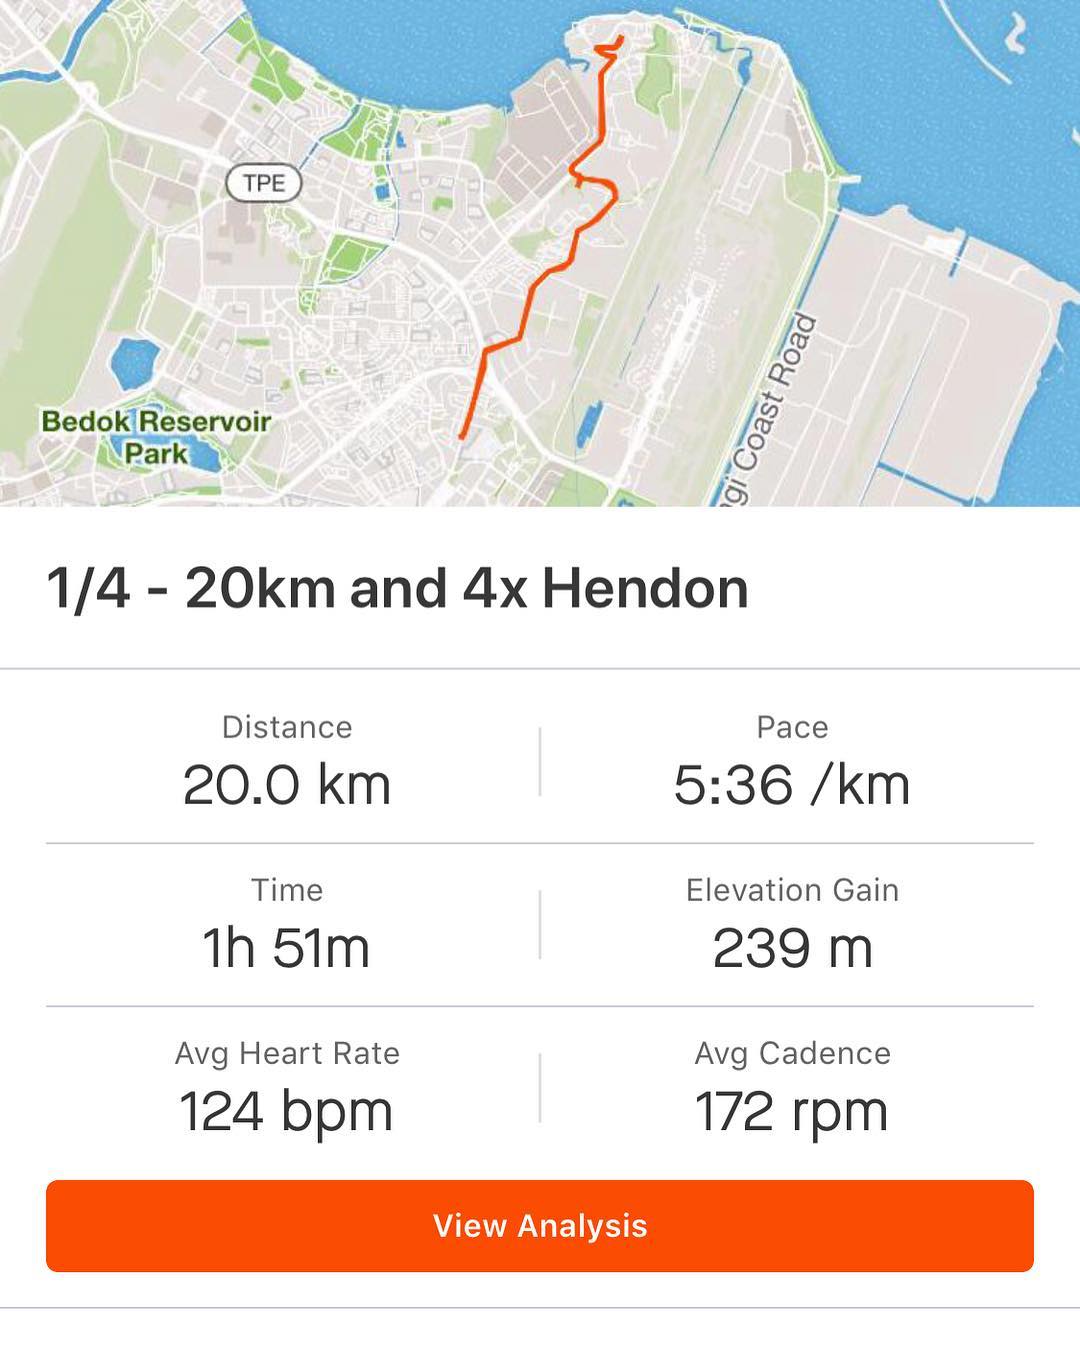 TPE
Bedok Reservoir
Park
gi Coast Road
1/4 - 20km and 4x Hendon
Distance
20.0 km
Pace
5:36 /km
Time
1h 51m
Elevation Gain
239 m
Avg Heart Rate
124 bpm
Avg Cadence
172 rpm
View Analysis